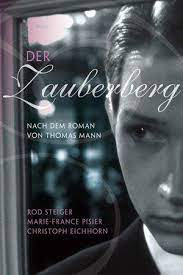 DER
Zauberberg
NACH DEM ROMAN
VON THOMAS MANN
ROD STEIGER
MARIE-FRANCE PISIER
CHRISTOPH EICHHORN